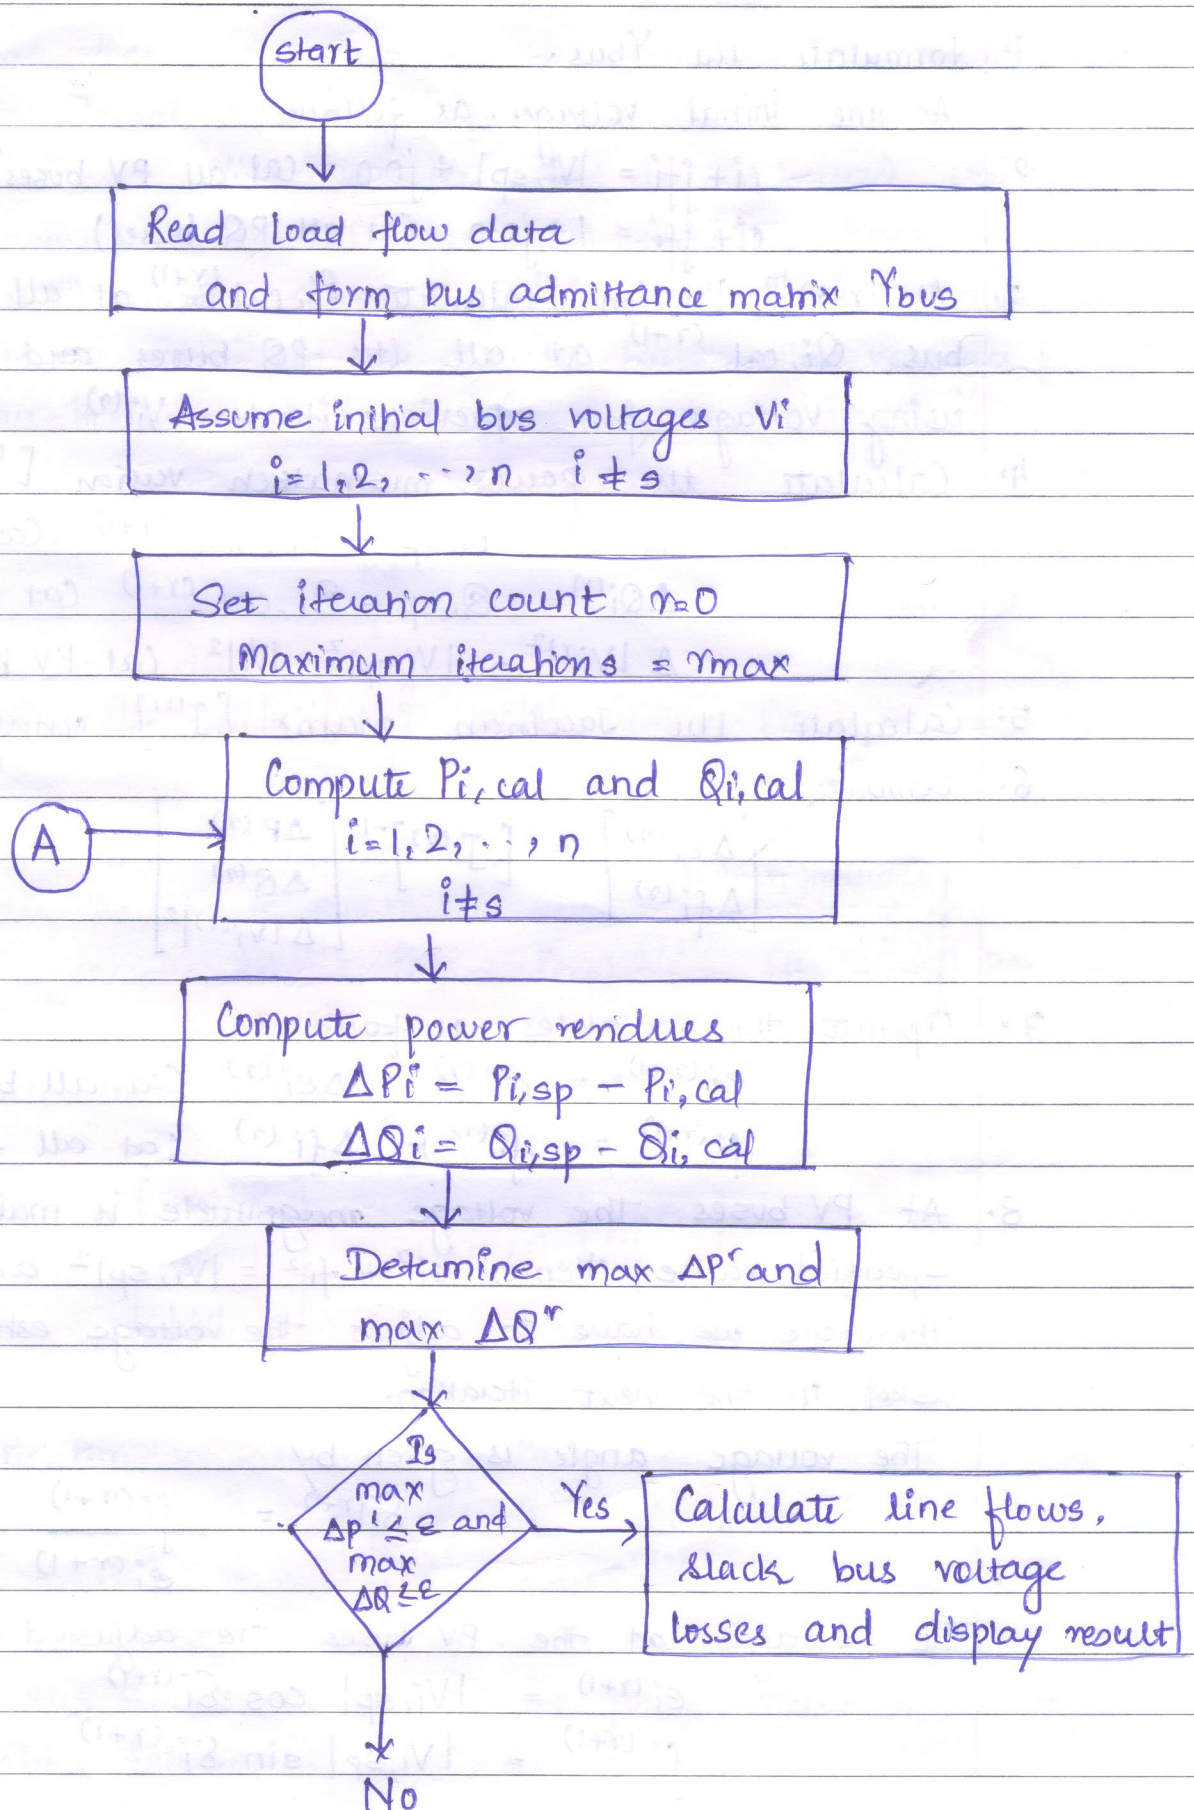 start
Read Load flow data
and form bus admittance matrix Ybus
Assume initial bus voltages Vi
i=1,2, ..., n i ≠ s
Set iteration count r=0
Maximum iterations = rmax
Compute Pi,cal and Qi,cal
A
i=1,2, ..., n
i≠s
Compute power residues
ΔPi = Pi,sp - Pi,cal
ΔQi = Qi,sp - Qi,cal
Determine max ΔP^r and
max ΔQ^r
Is
max
ΔP^r ≤ ε and
max
ΔQ ≤ ε
Yes
Calculate line flows,
slack bus voltage
losses and display result
No